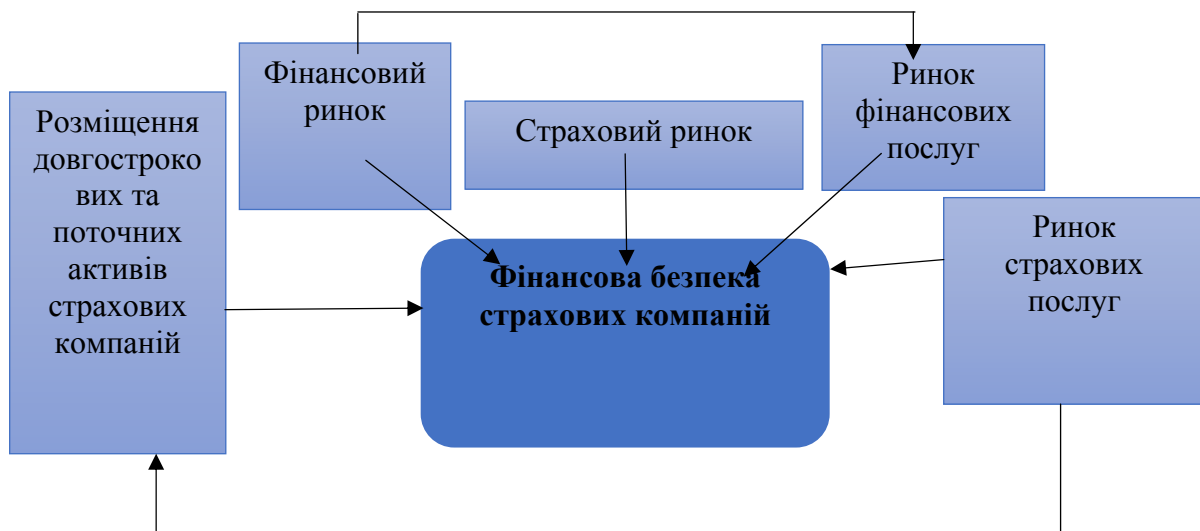 Фінансовий
ринок
Ринок
фінансових
послуг
Розміщення
довгостроко
вих та
поточних
активів
страхових
компаній
Страховий ринок
Ринок
страхових
послуг
Фінансова безпека
страхових компаній